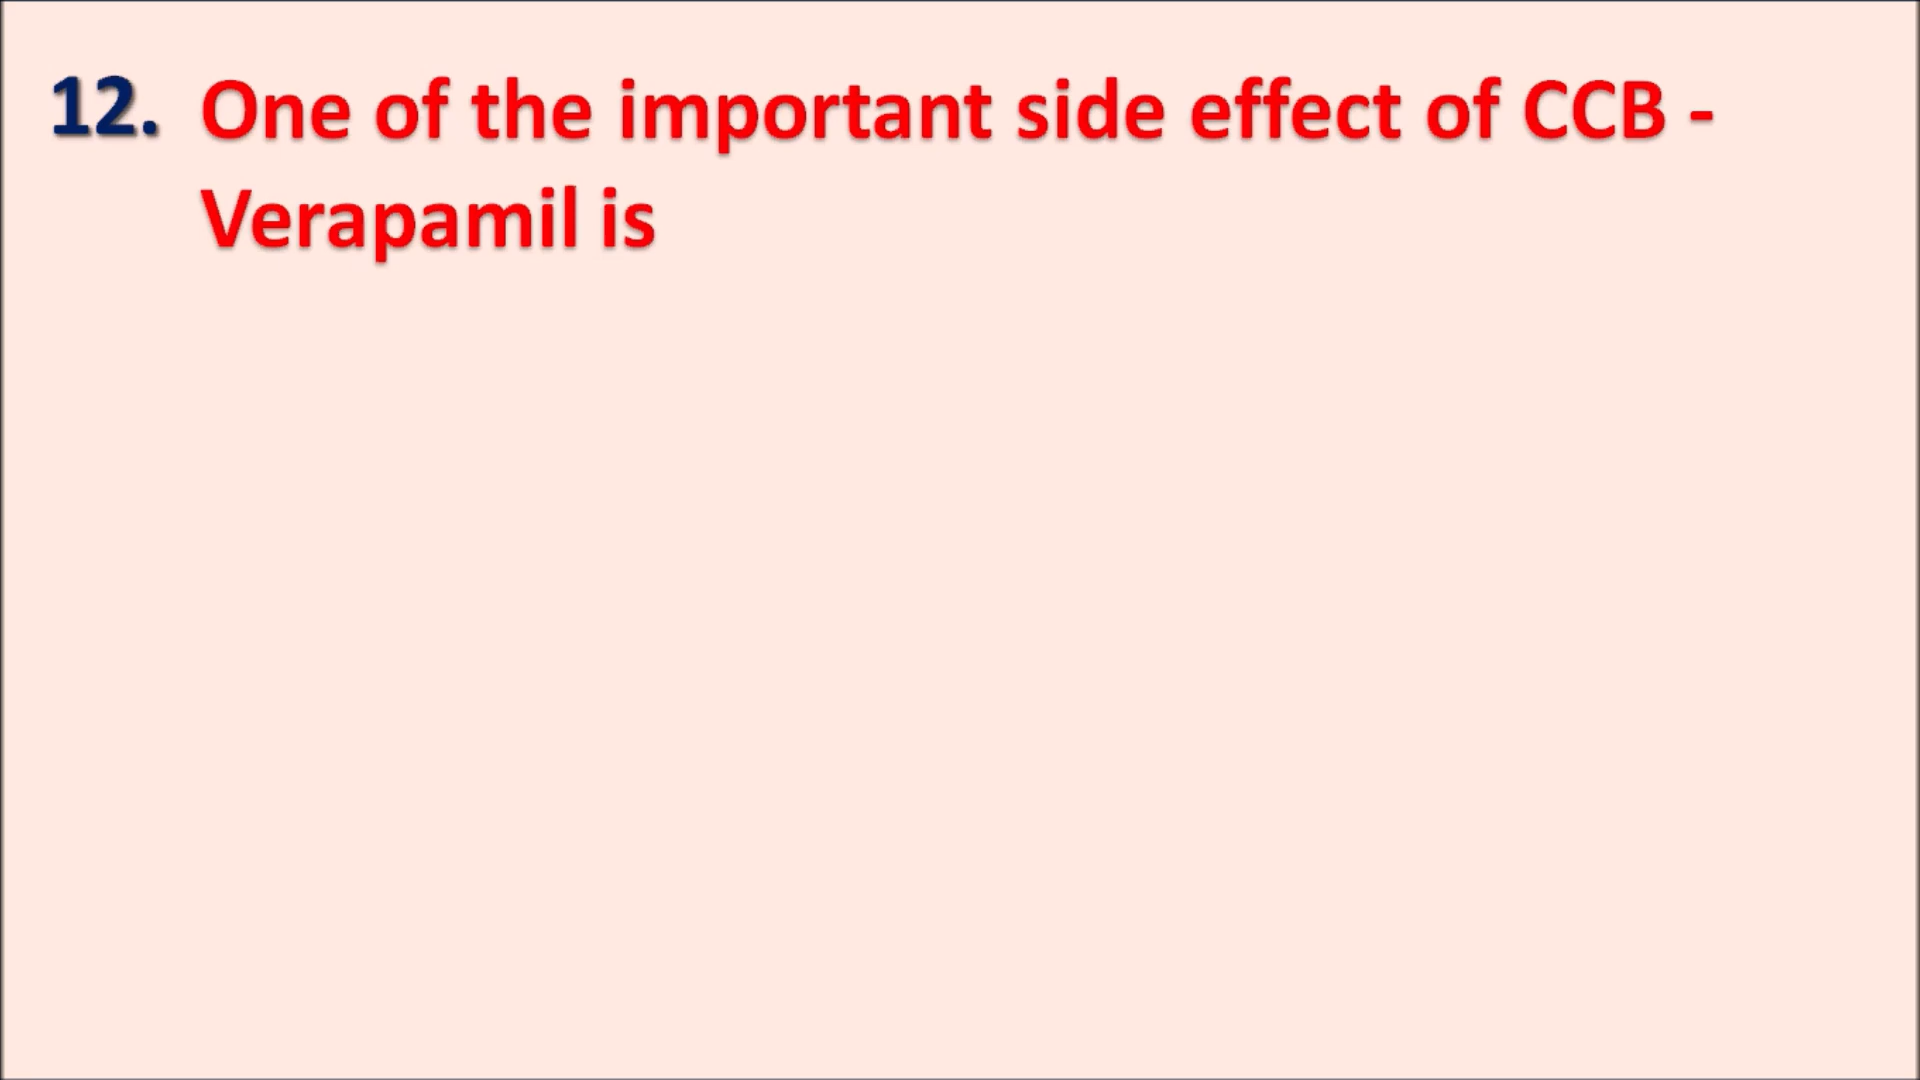 12. One of the important side effect of CCB -
Verapamil is